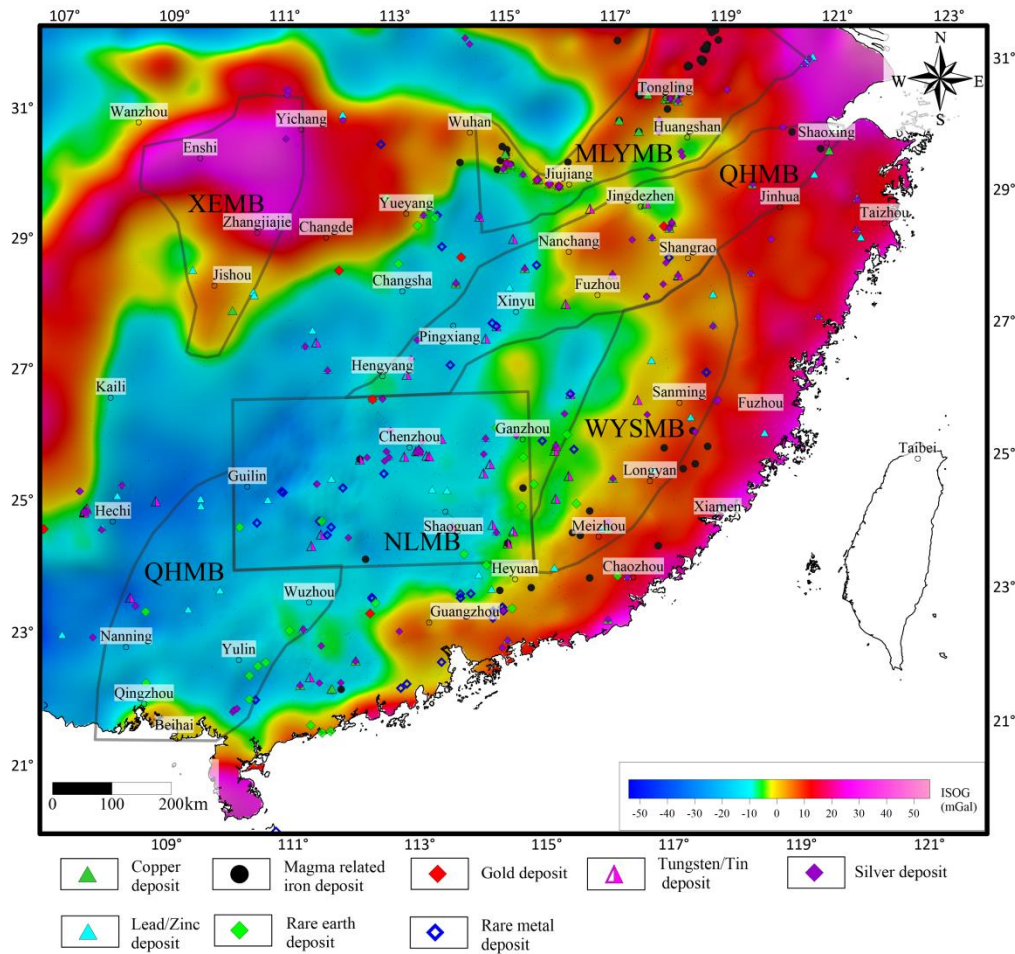 107° 109° 111° 113° 115° 117° 119° 121° 123°
N
W E
S
31°
29°
27°
25°
23°
21°
31°
29°
27°
25°
23°
21°
Wanzhou
Enshi
Yichang
Wuhan
Tongling
Huangshan
Shaoxing
MLYMB
Jiujiang
QHMB
XEMB
Yueyang
Jingdezhen
Jinhua
Taizhou
Zhangjiajie
Changde
Nanchang
Shangrao
Jishou
Changsha
Fuzhou
Xinyu
Pingxiang
Hengyang
Kaili
Sanming
Fuzhou
WYSMB
Chenzhou
Ganzhou
Taibei
Guilin
Longyan
Hechi
Shaoguan
Meizhou
Xiamen
NLMB
QHMB
Heyuan
Chaozhou
Wuzhou
Guangzhou
Nanning
Yulin
Qingzhou
Beihai
0 100 200km
ISOG
(mGal)
-50 -40 -30 -20 -10 0 10 20 30 40 50
109° 111° 113° 115° 117° 119° 121°
Copper
deposit
Magma related
iron deposit
Gold deposit
Tungsten/Tin
deposit
Silver deposit
Lead/Zinc
deposit
Rare earth
deposit
Rare metal
deposit